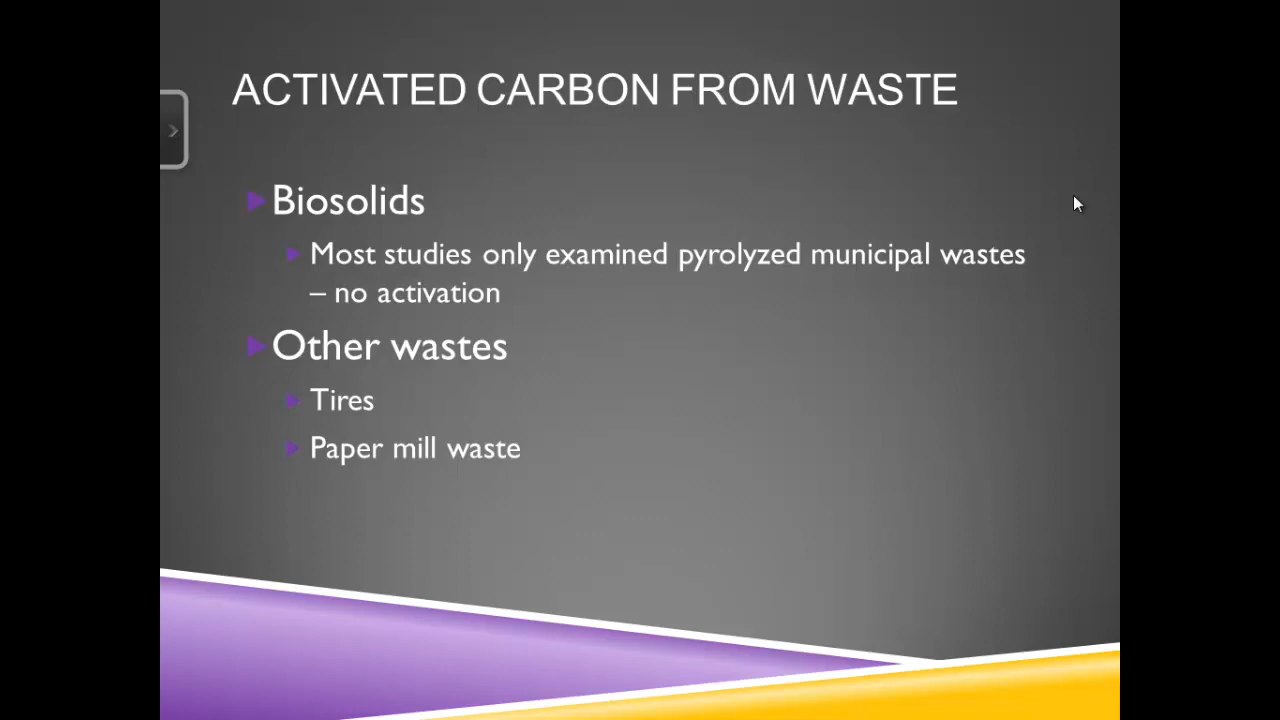 ACTIVATED CARBON FROM WASTE
Biosolids
Most studies only examined pyrolyzed municipal wastes
– no activation
Other wastes
Tires
Paper mill waste